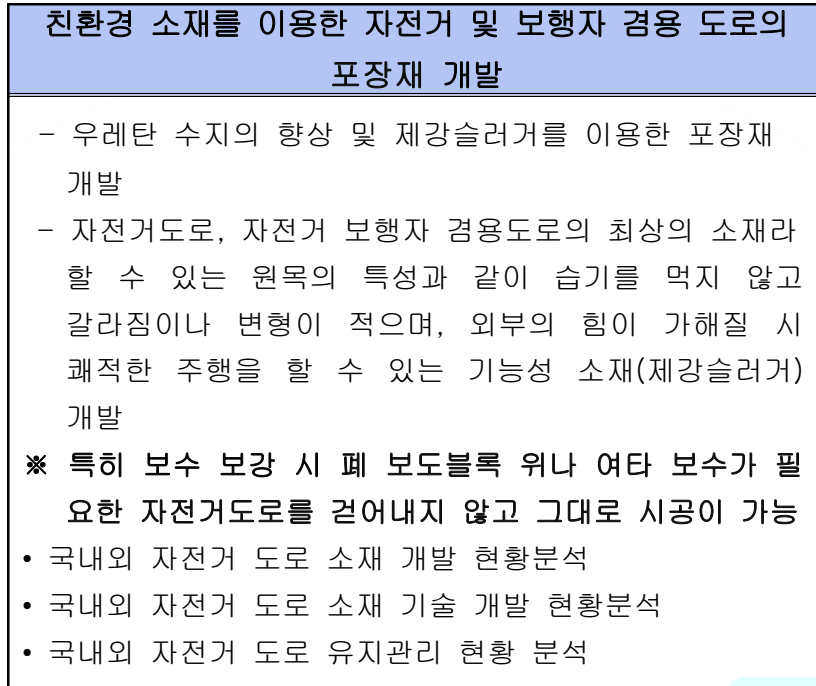 친환경 소재를 이용한 자전거 및 보행자 겸용 도로의
포장재 개발
- 우레탄 수지의 향상 및 제강슬러거를 이용한 포장재
개발
- 자전거도로, 자전거 보행자 겸용도로의 최상의 소재라
할 수 있는 원목의 특성과 같이 습기를 먹지 않고
갈라짐이나 변형이 적으며, 외부의 힘이 가해질 시
쾌적한 주행을 할 수 있는 기능성 소재(제강슬러거)
개발
※ 특히 보수 보강 시 폐 보도블록 위나 여타 보수가 필
요한 자전거도로를 걷어내지 않고 그대로 시공이 가능
• 국내외 자전거 도로 소재 개발 현황분석
• 국내외 자전거 도로 소재 기술 개발 현황분석
• 국내외 자전거 도로 유지관리 현황 분석